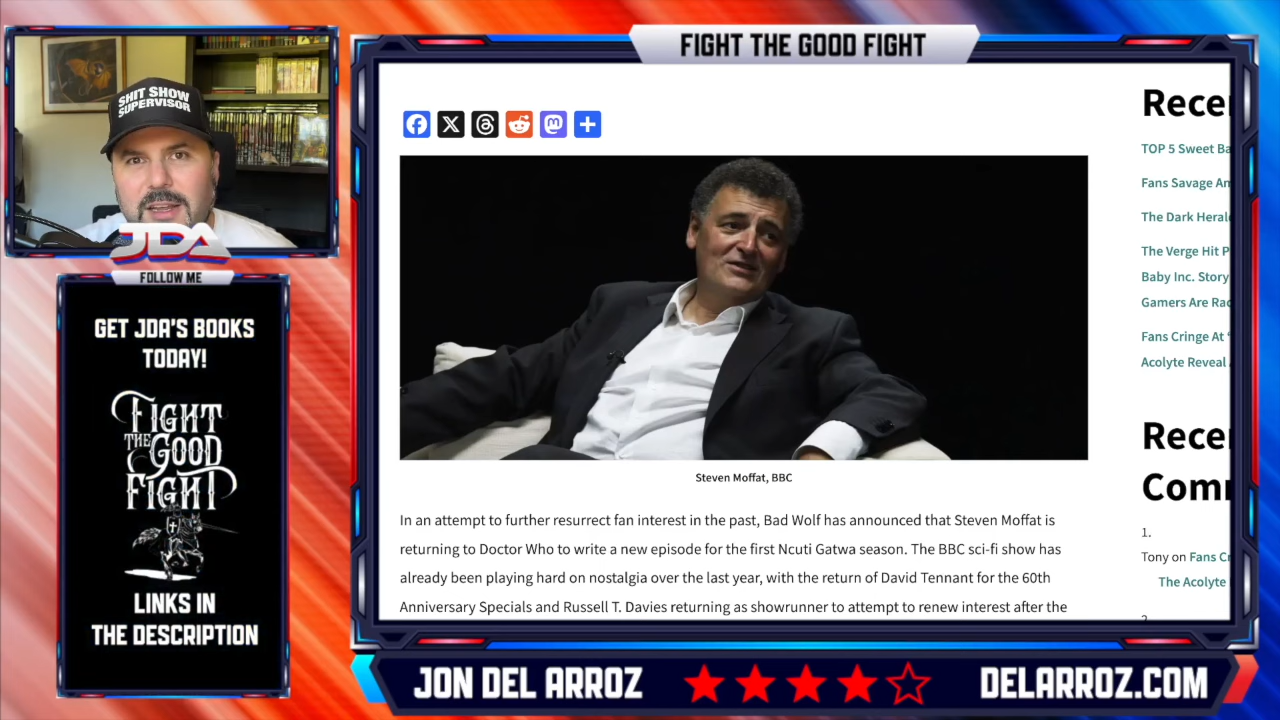 FIGHT THE GOOD FIGHT
SHIT SHOW
SUPERVISOR
JDA
FOLLOW ME
GET JDA'S BOOKS
TODAY!
FIGHT
THE GOOD
FIGHT
LINKS IN
THE DESCRIPTION
Steven Moffat, BBC
In an attempt to further resurrect fan interest in the past, Bad Wolf has announced that Steven Moffat is
returning to Doctor Who to write a new episode for the first Ncuti Gatwa season. The BBC sci-fi show has
already been playing hard on nostalgia over the last year, with the return of David Tennant for the 60th
Anniversary Specials and Russell T. Davies returning as showrunner to attempt to renew interest after the
Recen
TOP 5 Sweet Ba
Fans Savage An
The Dark Herald
The Verge Hit P
Baby Inc. Story
Gamers Are Rac
Fans Cringe At '
Acolyte Reveal
Recen
Comm
1.
Tony on Fans Cr
The Acolyte
JON DEL ARROZ
DELARROZ.COM